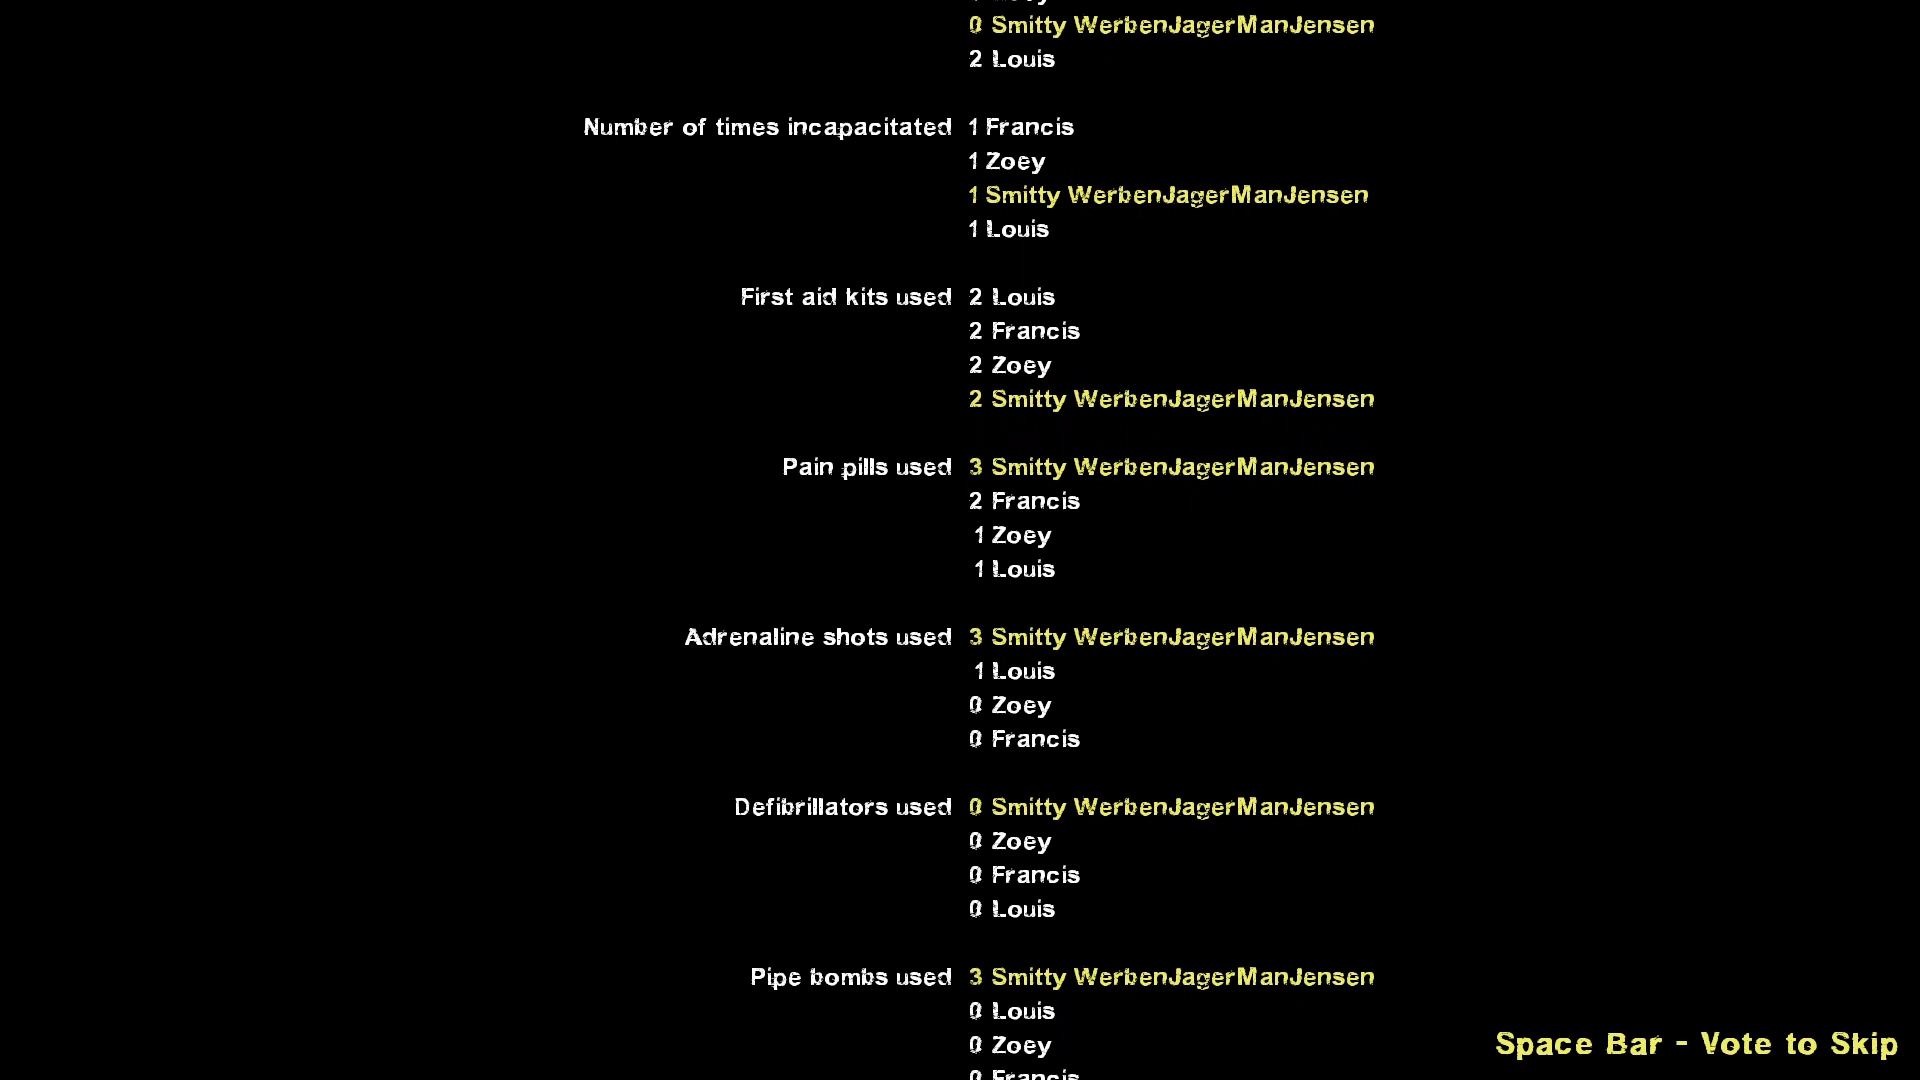 0 Smitty WerbenJagerManJensen
2 Louis
Number of times incapacitated 1 Francis
1 Zoey
1 Smitty WerbenJagerManJensen
1 Louis
First aid kits used 2 Louis
2 Francis
2 Zoey
2 Smitty WerbenJagerManJensen
Pain pills used 3 Smitty WerbenJagerManJensen
2 Francis
1 Zoey
1 Louis
Adrenaline shots used 3 Smitty WerbenJagerManJensen
1 Louis
0 Zoey
0 Francis
Defibrillators used 0 Smitty WerbenJagerManJensen
0 Zoey
0 Francis
0 Louis
Pipe bombs used 3 Smitty WerbenJagerManJensen
0 Louis
0 Zoey
0 Francis
Space Bar - Vote to Skip